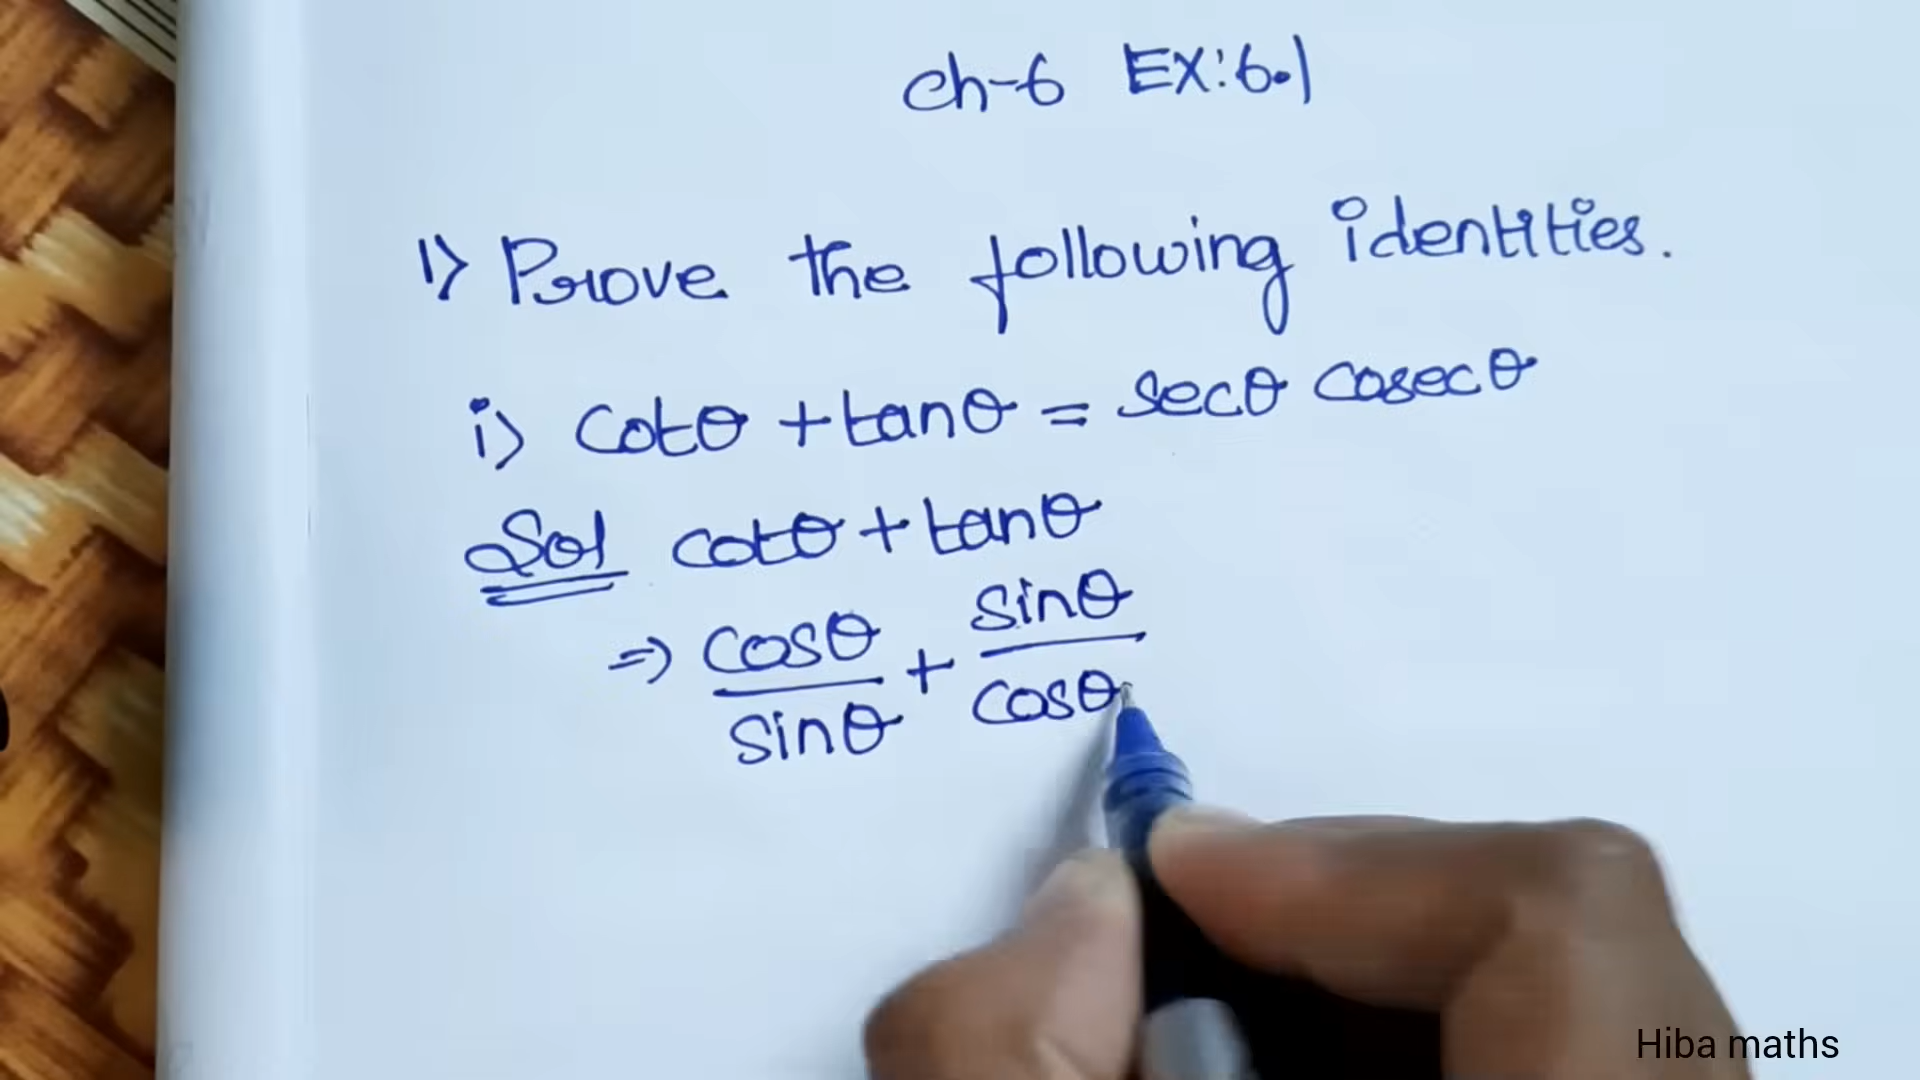 Ch-6 EX:6.1
1) Prove the following identities.
i) cotθ + tanθ = secθ cosecθ
Sol cotθ + tanθ
⇒ cosθ/sinθ + sinθ/cosθ
Hiba maths